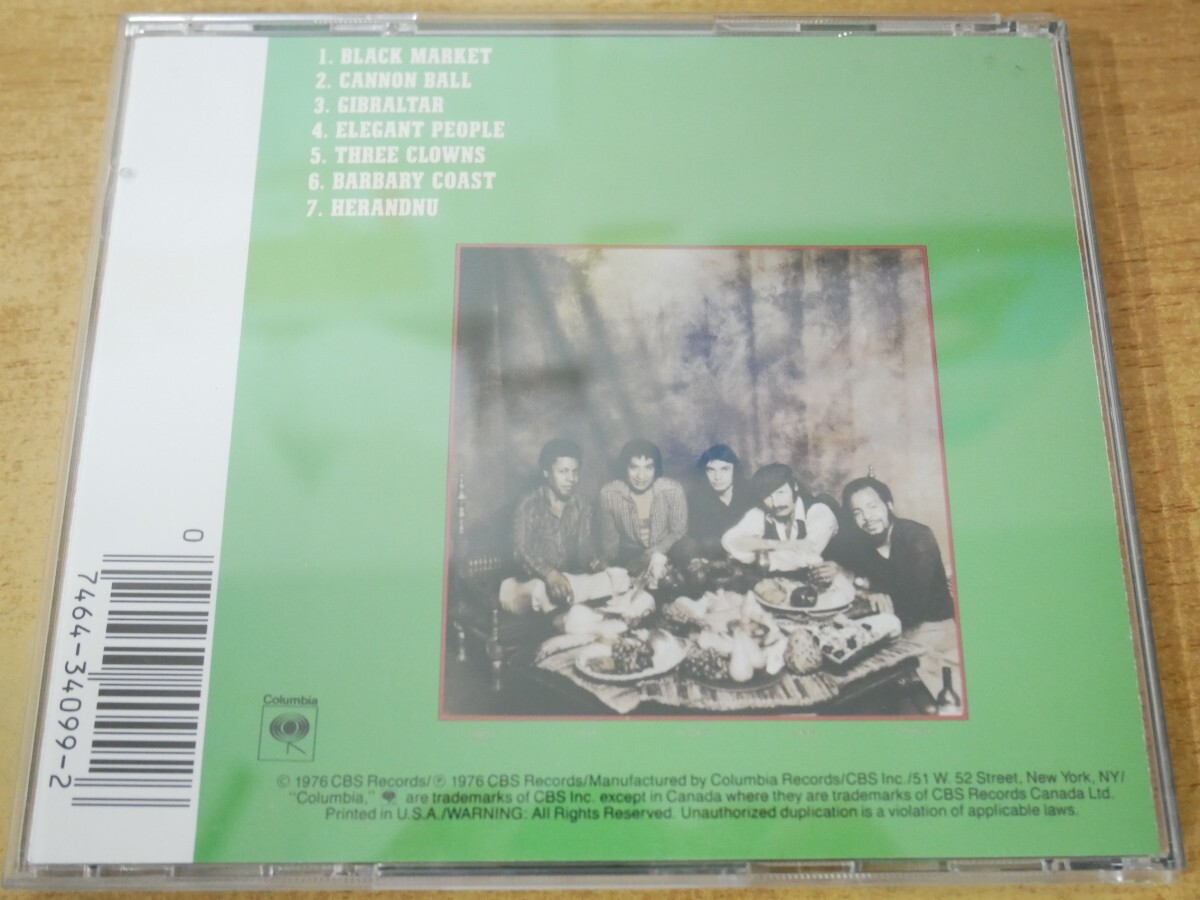 1. BLACK MARKET
2. CANNON BALL
3. GIBRALTAR
4. ELEGANT PEOPLE
5. THREE CLOWNS
6. BARBARY COAST
7. HERANDNU
0 7464-34099-2
Columbia
© 1976 CBS Records/℗ 1976 CBS Records/Manufactured by Columbia Records/CBS Inc./51 W. 52 Street, New York, NY/
"Columbia," are trademarks of CBS Inc. except in Canada where they are trademarks of CBS Records Canada Ltd.
Printed in U.S.A./WARNING: All Rights Reserved. Unauthorized duplication is a violation of applicable laws.